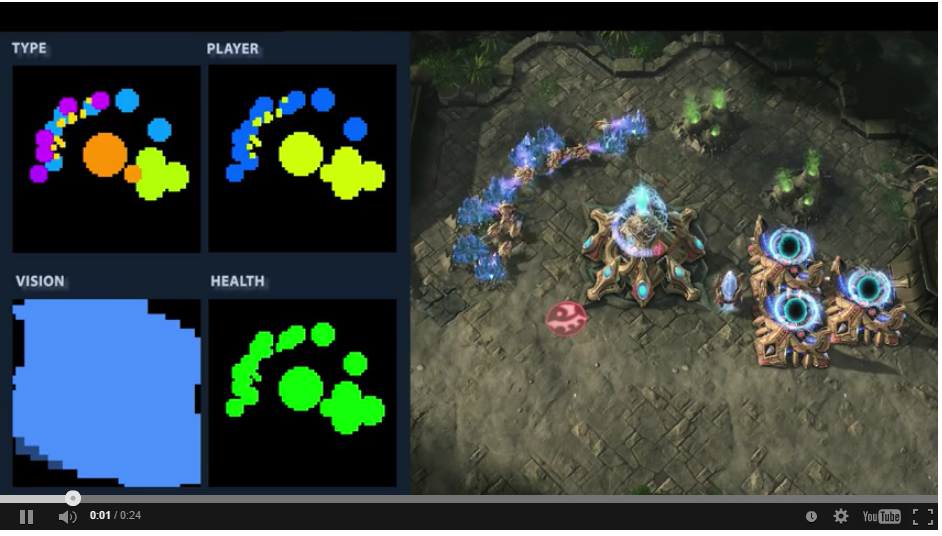 TYPE
PLAYER
VISION
HEALTH
0:01 / 0:24
YouTube